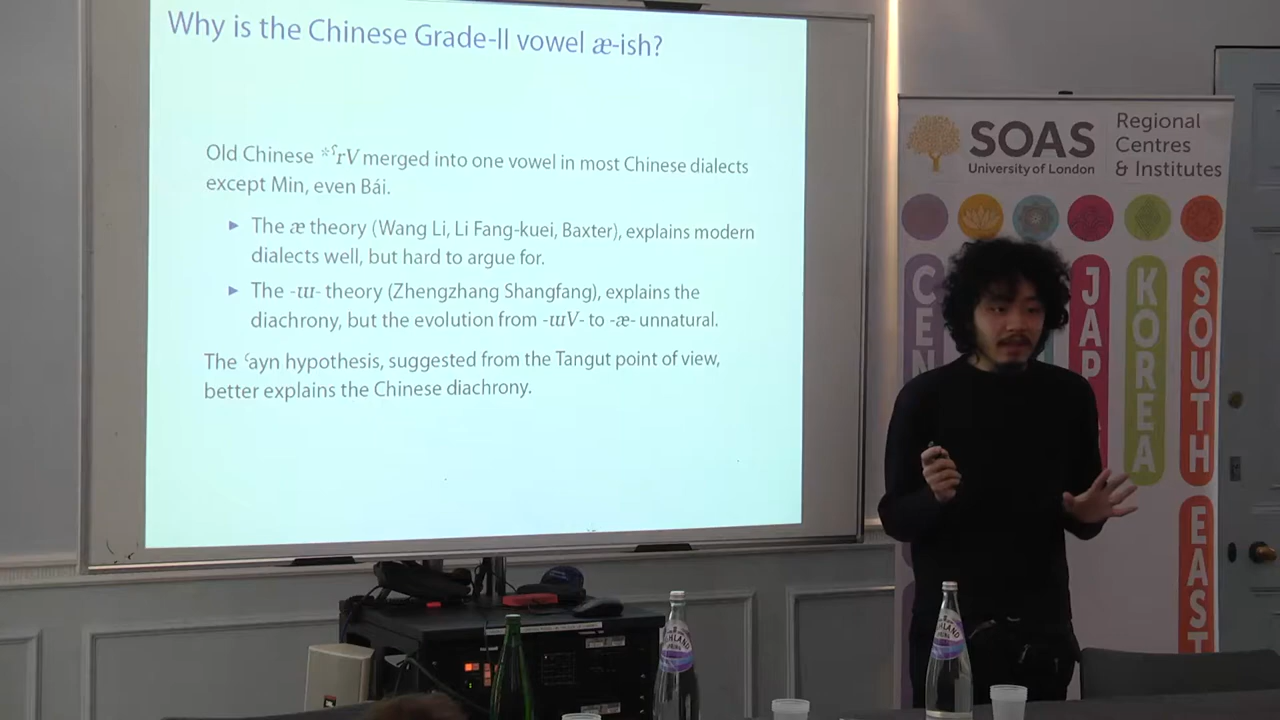 Why is the Chinese Grade-II vowel æ-ish?
Old Chinese *ˤrV merged into one vowel in most Chinese dialects
except Min, even Bái.
▶ The æ theory (Wang Li, Li Fang-kuei, Baxter), explains modern
dialects well, but hard to argue for.
▶ The -ɯ- theory (Zhengzhang Shangfang), explains the
diachrony, but the evolution from -ɯV- to -æ- unnatural.
The ʿayn hypothesis, suggested from the Tangut point of view,
better explains the Chinese diachrony.
SOAS
University of London
Regional
Centres
& Institutes
CEN
JAPA
KOREA
SOUTH
EAST